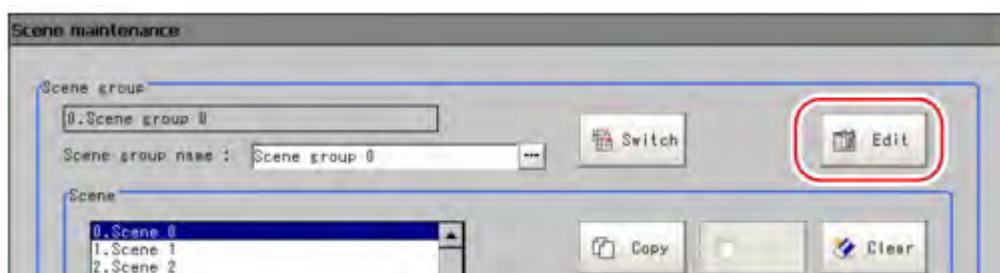 Scene maintenance
Scene group
0.Scene group 0
Switch
Edit
Scene group name :
Scene group 0
...
Scene
0.Scene 0
1.Scene 1
2.Scene 2
Copy
Clear